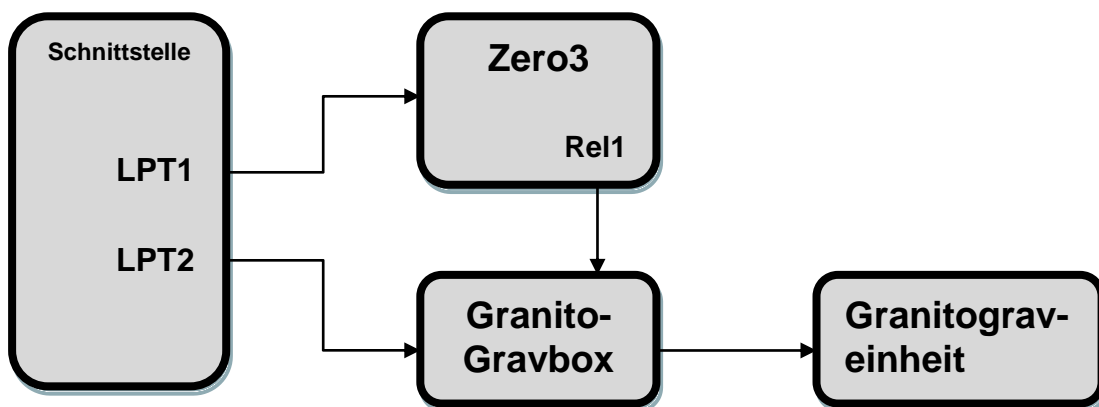 Schnittstelle
LPT1
LPT2
Zero3
Rel1
Granito-
Gravbox
Granitograv-
einheit